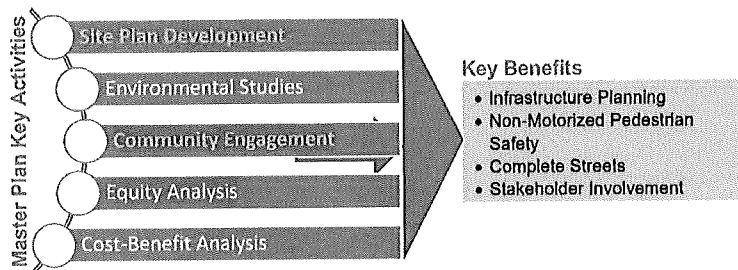 Master Plan Key Activities
Site Plan Development
Environmental Studies
Community Engagement
Equity Analysis
Cost-Benefit Analysis
Key Benefits
• Infrastructure Planning
• Non-Motorized Pedestrian
Safety
• Complete Streets
• Stakeholder Involvement